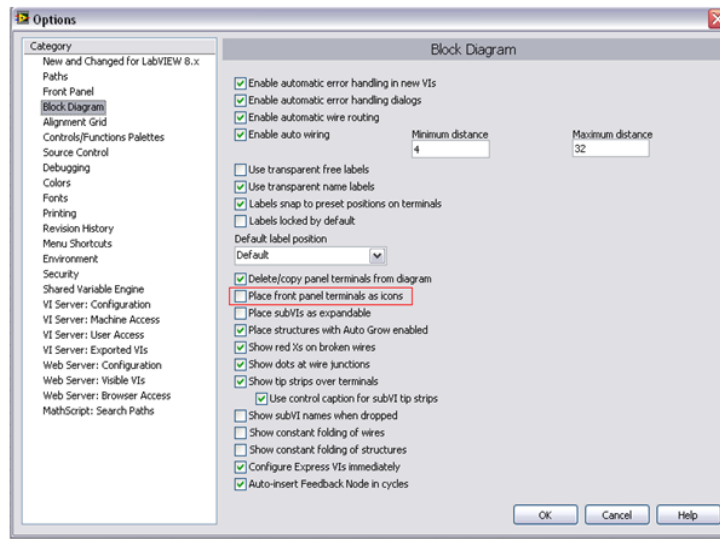 Options
Category
New and Changed for LabVIEW 8.x
Paths
Front Panel
Block Diagram
Alignment Grid
Controls/Functions Palettes
Source Control
Debugging
Colors
Fonts
Printing
Revision History
Menu Shortcuts
Environment
Security
Shared Variable Engine
VI Server: Configuration
VI Server: Machine Access
VI Server: User Access
VI Server: Exported VIs
Web Server: Configuration
Web Server: Visible VIs
Web Server: Browser Access
MathScript: Search Paths
Block Diagram
Enable automatic error handling in new VIs
Enable automatic error handling dialogs
Enable automatic wire routing
Enable auto wiring Minimum distance Maximum distance
4 32
Use transparent free labels
Use transparent name labels
Labels snap to preset positions on terminals
Labels locked by default
Default label position
Default
Delete/copy panel terminals from diagram
Place front panel terminals as icons
Place subVIs as expandable
Place structures with Auto Grow enabled
Show red Xs on broken wires
Show dots at wire junctions
Show tip strips over terminals
Use control caption for subVI tip strips
Show subVI names when dropped
Show constant folding of wires
Show constant folding of structures
Configure Express VIs immediately
Auto-insert Feedback Node in cycles
OK Cancel Help